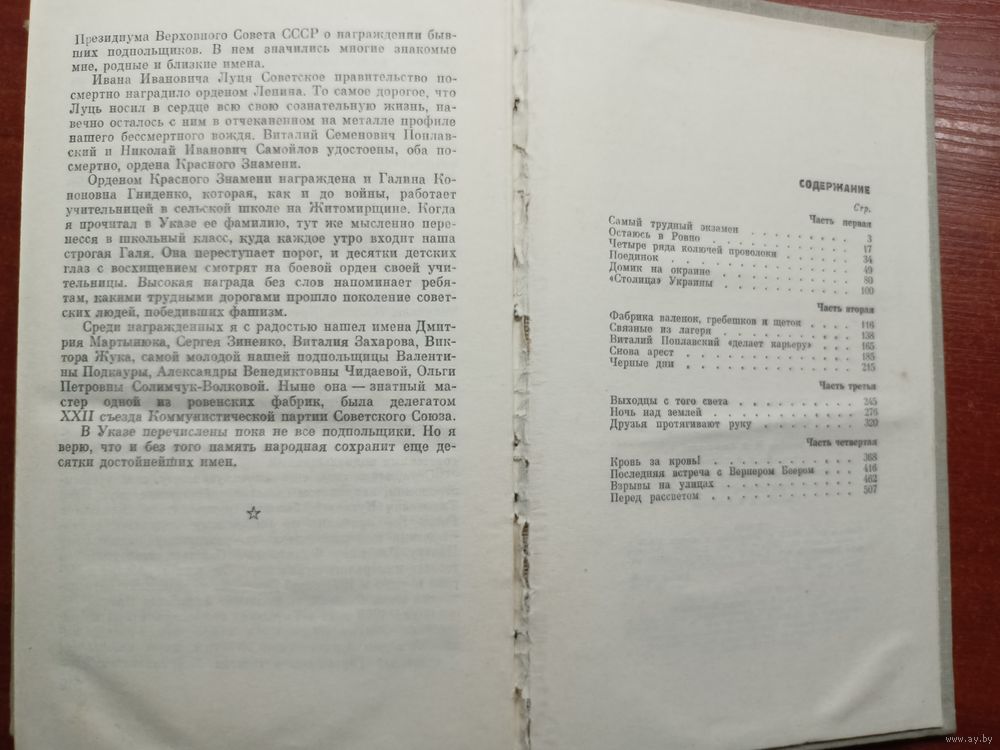 Президиума Верховного Совета СССР о награждении быв-
ших подпольщиков. В нем значились многие знакомые
мне, родные и близкие имена.
Ивана Ивановича Луця Советское правительство по-
смертно наградило орденом Ленина. То самое дорогое, что
Луць носил в сердце всю свою сознательную жизнь, на-
вечно осталось с ним в отчеканенном на металле профиле
нашего бессмертного вождя. Виталий Семенович Поплав-
ский и Николай Иванович Самойлов удостоены, оба по-
смертно, ордена Красного Знамени.
Орденом Красного Знамени награждена и Галина Ко-
ноновна Гниденко, которая, как и до войны, работает
учительницей в сельской школе на Житомирщине. Когда
я прочитал в Указе ее фамилию, тут же мысленно пере-
несся в школьный класс, куда каждое утро входит наша
строгая Галя. Она переступает порог, и десятки детских
глаз с восхищением смотрят на боевой орден своей учи-
тельницы. Высокая награда без слов напоминает ребя-
там, какими трудными дорогами прошло поколение совет-
ских людей, победивших фашизм.
Среди награжденных я с радостью нашел имена Дмит-
рия Мартынюка, Сергея Зиненко, Виталия Захарова, Вик-
тора Жука, самой молодой нашей подпольщицы Валенти-
ны Подкауры, Александры Венедиктовны Чидаевой, Ольги
Петровны Солимчук-Волковой. Ныне она — знатный ма-
стер одной из ровенских фабрик, была делегатом
XXII съезда Коммунистической партии Советского Союза.
В Указе перечислены пока не все подпольщики. Но я
верю, что и без того память народная сохранит еще де-
сятки достойнейших имен.
☆
СОДЕРЖАНИЕ
Стр.
Часть первая
Самый трудный экзамен . . . . . . . . 3
Остаюсь в Ровно . . . . . . . . . 17
Четыре ряда колючей проволоки . . . . . 34
Поединок . . . . . . . . . . . 49
Домик на окраине . . . . . . . . . 80
«Столица» Украины . . . . . . . . . 100
Часть вторая
Фабрика валенок, гребешков и щеток . . . . 116
Связные из лагеря . . . . . . . . . 138
Виталий Поплавский «делает карьеру» . . . . 165
Снова арест . . . . . . . . . . . 185
Черные дни . . . . . . . . . . . 215
Часть третья
Выходцы с того света . . . . . . . . 245
Ночь над землей . . . . . . . . . . 276
Друзья протягивают руку . . . . . . . 320
Часть четвертая
Кровь за кровь! . . . . . . . . . . 368
Последняя встреча с Вернером Боером . . . . 416
Взрывы на улицах . . . . . . . . . 462
Перед рассветом . . . . . . . . . . 507
www.ay.by